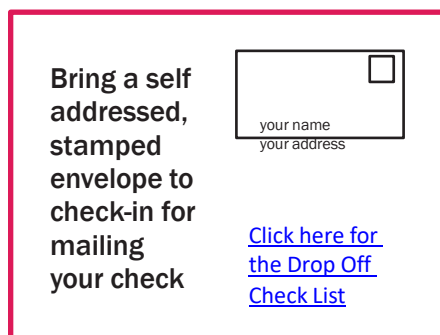 Bring a self
addressed,
stamped
envelope to
check-in for
mailing
your check
your name
your address
Click here for
the Drop Off
Check List